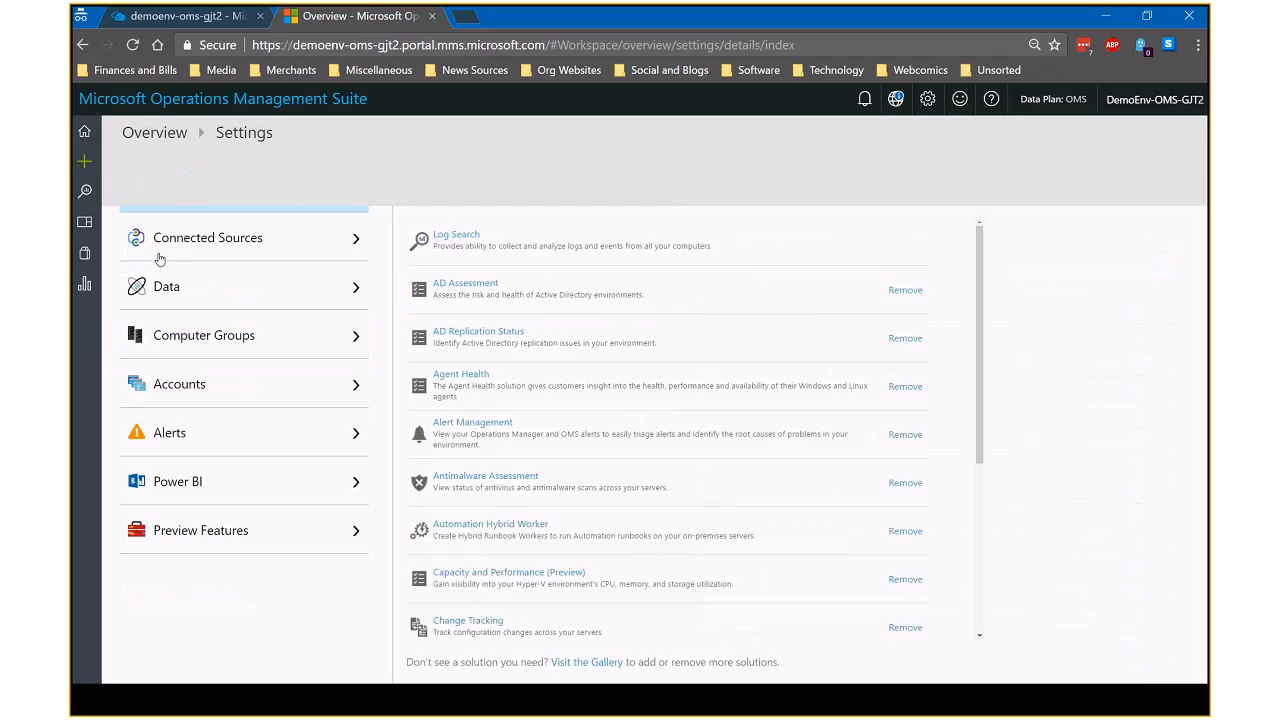 demoenv-oms-gjt2 - Mi
Overview - Microsoft Op
Secure
https://demoenv-oms-gjt2.portal.mms.microsoft.com/#Workspace/overview/settings/details/index
7
ABP
0
S
Finances and Bills
Media
Merchants
Miscellaneous
News Sources
Org Websites
Social and Blogs
Software
Technology
Webcomics
Unsorted
Microsoft Operations Management Suite
Data Plan: OMS
DemoEnv-OMS-GJT2
Overview
Settings
Connected Sources
Data
Computer Groups
Accounts
Alerts
Power BI
Preview Features
Log Search
Provides ability to collect and analyze logs and events from all your computers
AD Assessment
Assess the risk and health of Active Directory environments.
Remove
AD Replication Status
Identify Active Directory replication issues in your environment.
Remove
Agent Health
The Agent Health solution gives customers insight into the health, performance and availability of their Windows and Linux
agents
Remove
Alert Management
View your Operations Manager and OMS alerts to easily triage alerts and identify the root causes of problems in your
environment.
Remove
Antimalware Assessment
View status of antivirus and antimalware scans across your servers.
Remove
Automation Hybrid Worker
Create Hybrid Runbook Workers to run Automation runbooks on your on-premises servers.
Remove
Capacity and Performance (Preview)
Gain visibility into your Hyper-V environment's CPU, memory, and storage utilization.
Remove
Change Tracking
Track configuration changes across your servers
Remove
Don't see a solution you need? Visit the Gallery to add or remove more solutions.